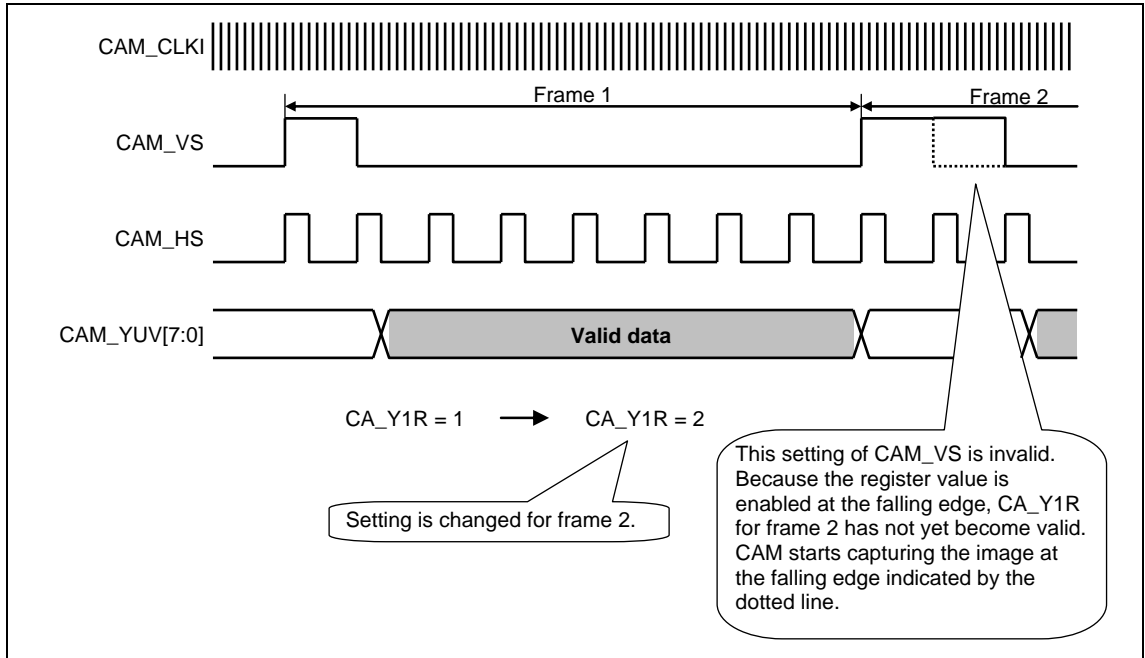 CAM_CLKI
Frame 1
Frame 2
CAM_VS
CAM_HS
CAM_YUV[7:0]
Valid data
CA_Y1R = 1
CA_Y1R = 2
Setting is changed for frame 2.
This setting of CAM_VS is invalid.
Because the register value is
enabled at the falling edge, CA_Y1R
for frame 2 has not yet become valid.
CAM starts capturing the image at
the falling edge indicated by the
dotted line.